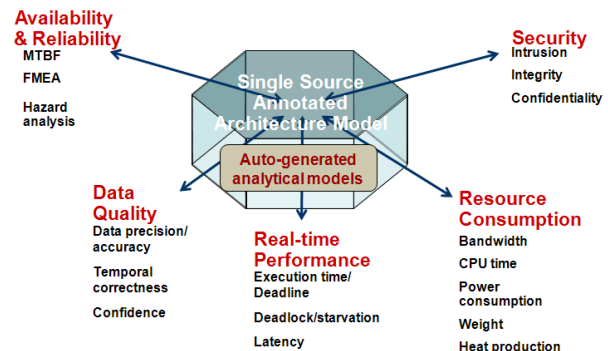 Availability
& Reliability
MTBF
FMEA
Hazard
analysis
Security
Intrusion
Integrity
Confidentiality
Single Source
Annotated
Architecture Model
Auto-generated
analytical models
Data
Quality
Data precision/
accuracy
Temporal
correctness
Confidence
Real-time
Performance
Execution time/
Deadline
Deadlock/starvation
Latency
Resource
Consumption
Bandwidth
CPU time
Power
consumption
Weight
Heat production